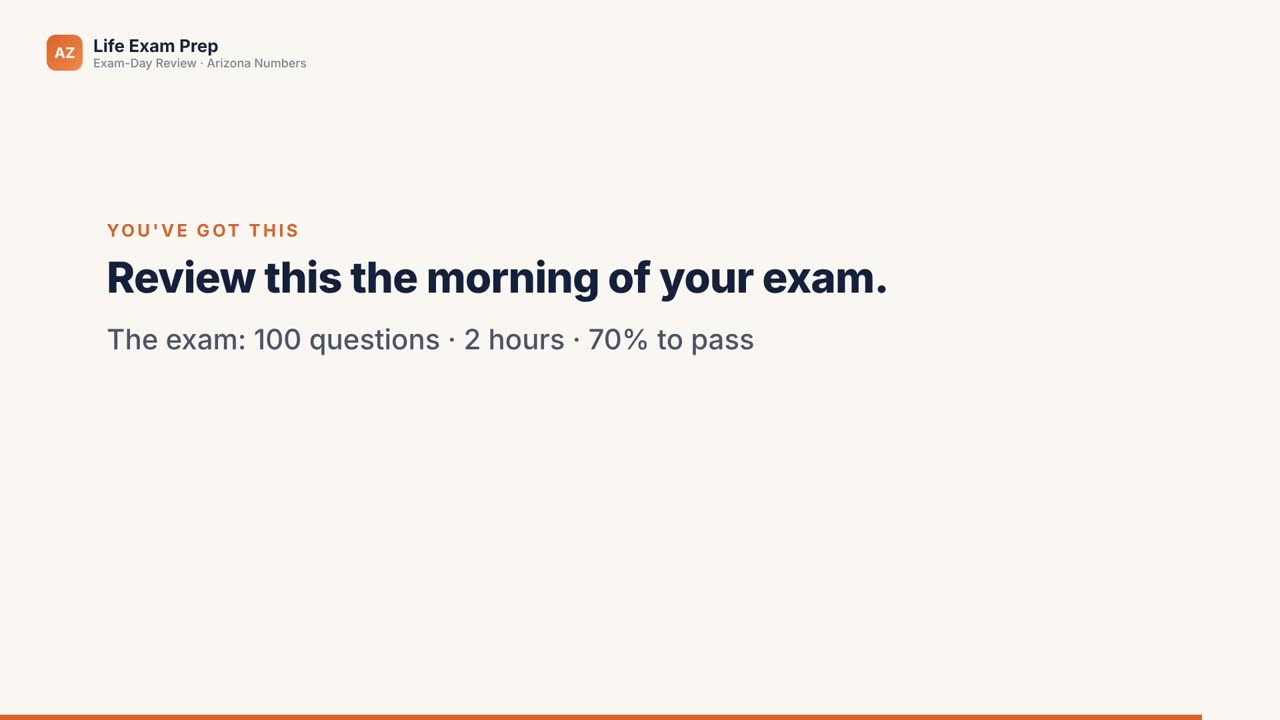 AZ
Life Exam Prep
Exam-Day Review · Arizona Numbers
YOU'VE GOT THIS
Review this the morning of your exam.
The exam: 100 questions · 2 hours · 70% to pass